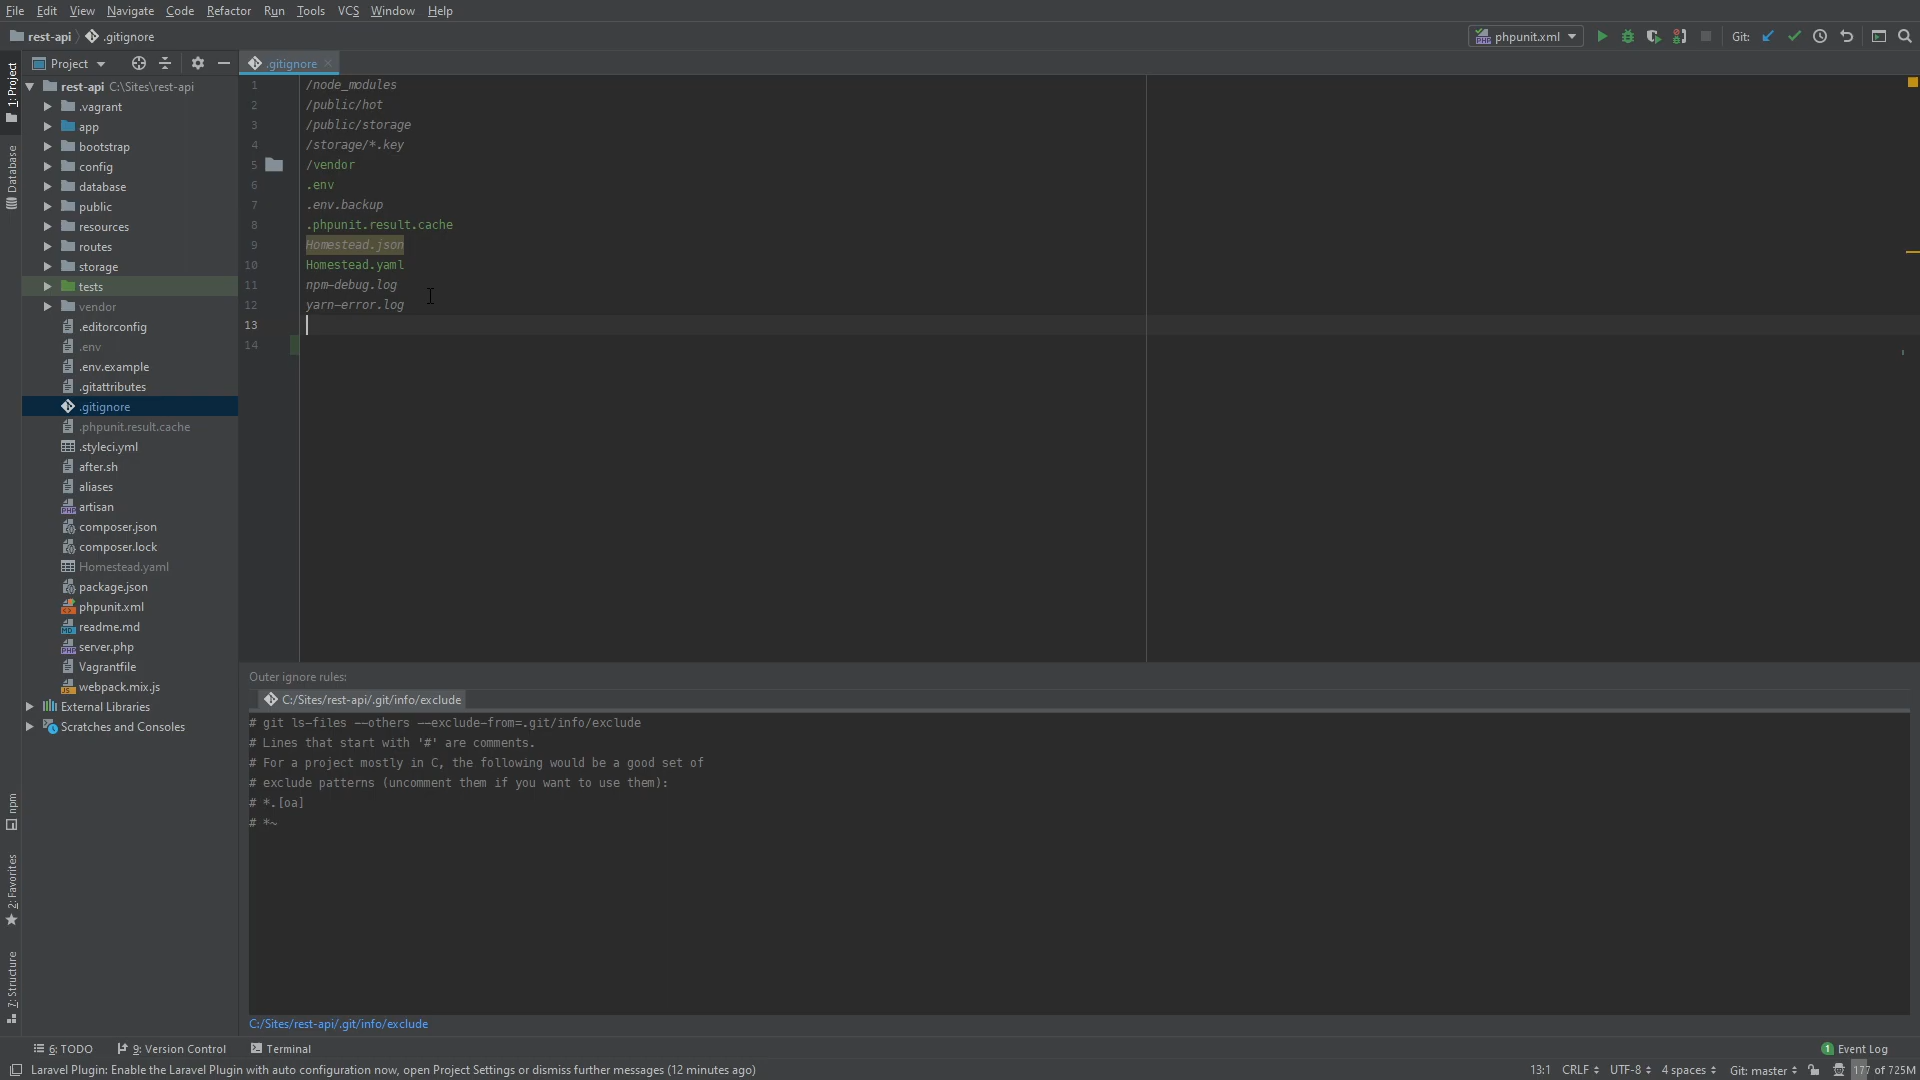 File Edit View Navigate Code Refactor Run Tools VCS Window Help
rest-api .gitignore phpunit.xml Git:
Project .gitignore
1: Project
Database
npm
2: Favorites
7: Structure
rest-api C:\Sites\rest-api
.vagrant
app
bootstrap
config
database
public
resources
routes
storage
tests
vendor
.editorconfig
.env
.env.example
.gitattributes
.gitignore
.phpunit.result.cache
.styleci.yml
after.sh
aliases
artisan
composer.json
composer.lock
Homestead.yaml
package.json
phpunit.xml
readme.md
server.php
Vagrantfile
webpack.mix.js
External Libraries
Scratches and Consoles
1 /node_modules
2 /public/hot
3 /public/storage
4 /storage/*.key
5 /vendor
6 .env
7 .env.backup
8 .phpunit.result.cache
9 Homestead.json
10 Homestead.yaml
11 npm-debug.log
12 yarn-error.log
13
14
Outer ignore rules:
C:/Sites/rest-api/.git/info/exclude
# git ls-files --others --exclude-from=.git/info/exclude
# Lines that start with '#' are comments.
# For a project mostly in C, the following would be a good set of
# exclude patterns (uncomment them if you want to use them):
# *.[oa]
# *~
C:/Sites/rest-api/.git/info/exclude
6: TODO 9: Version Control Terminal 1 Event Log
Laravel Plugin: Enable the Laravel Plugin with auto configuration now, open Project Settings or dismiss further messages (12 minutes ago) 13:1 CRLF UTF-8 4 spaces Git: master 177 of 725M